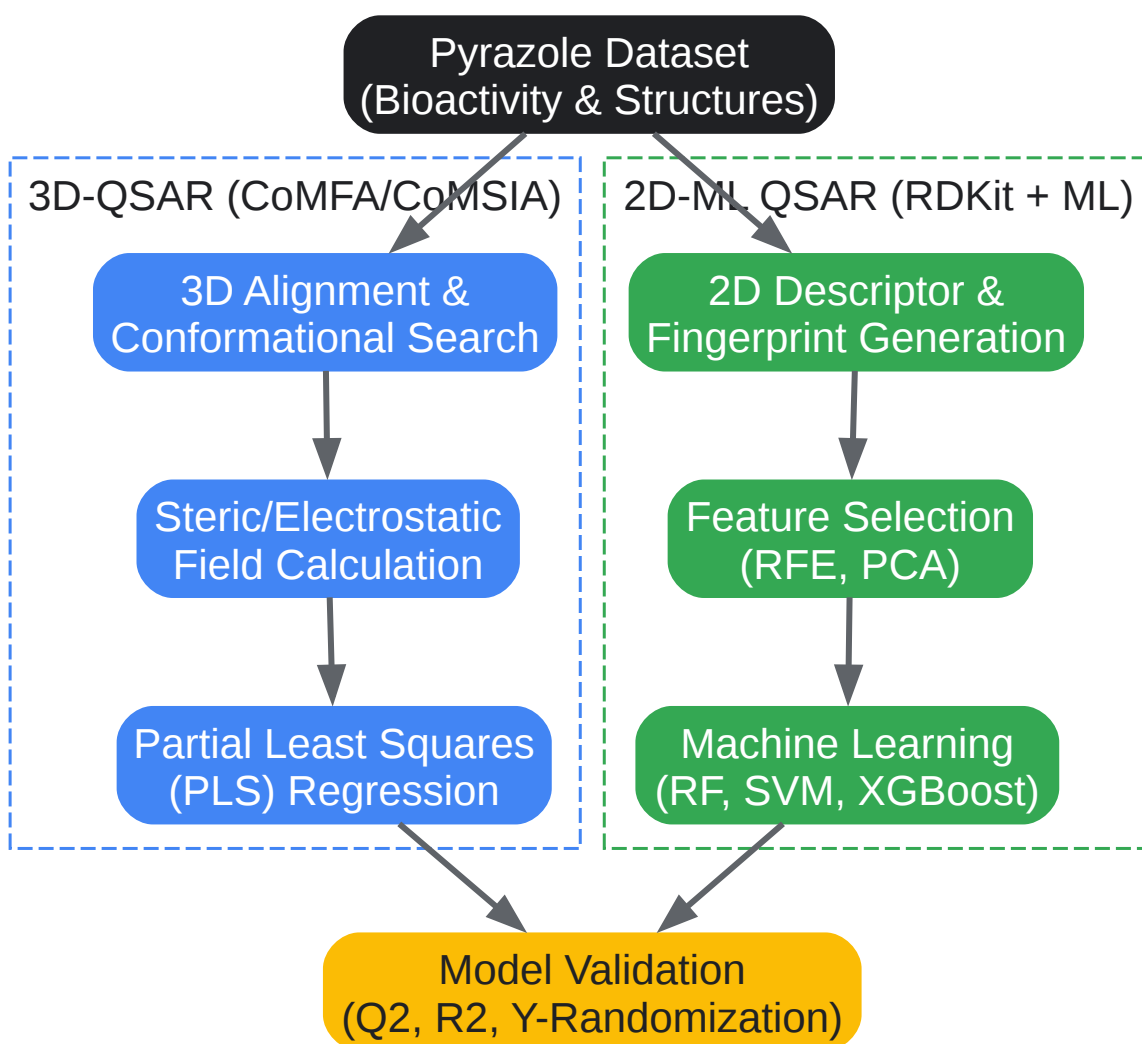 Pyrazole Dataset
(Bioactivity & Structures)
3D-QSAR (CoMFA/CoMSIA)
3D Alignment &
Conformational Search
Steric/Electrostatic
Field Calculation
Partial Least Squares
(PLS) Regression
2D-ML QSAR (RDKit + ML)
2D Descriptor &
Fingerprint Generation
Feature Selection
(RFE, PCA)
Machine Learning
(RF, SVM, XGBoost)
Model Validation
(Q2, R2, Y-Randomization)